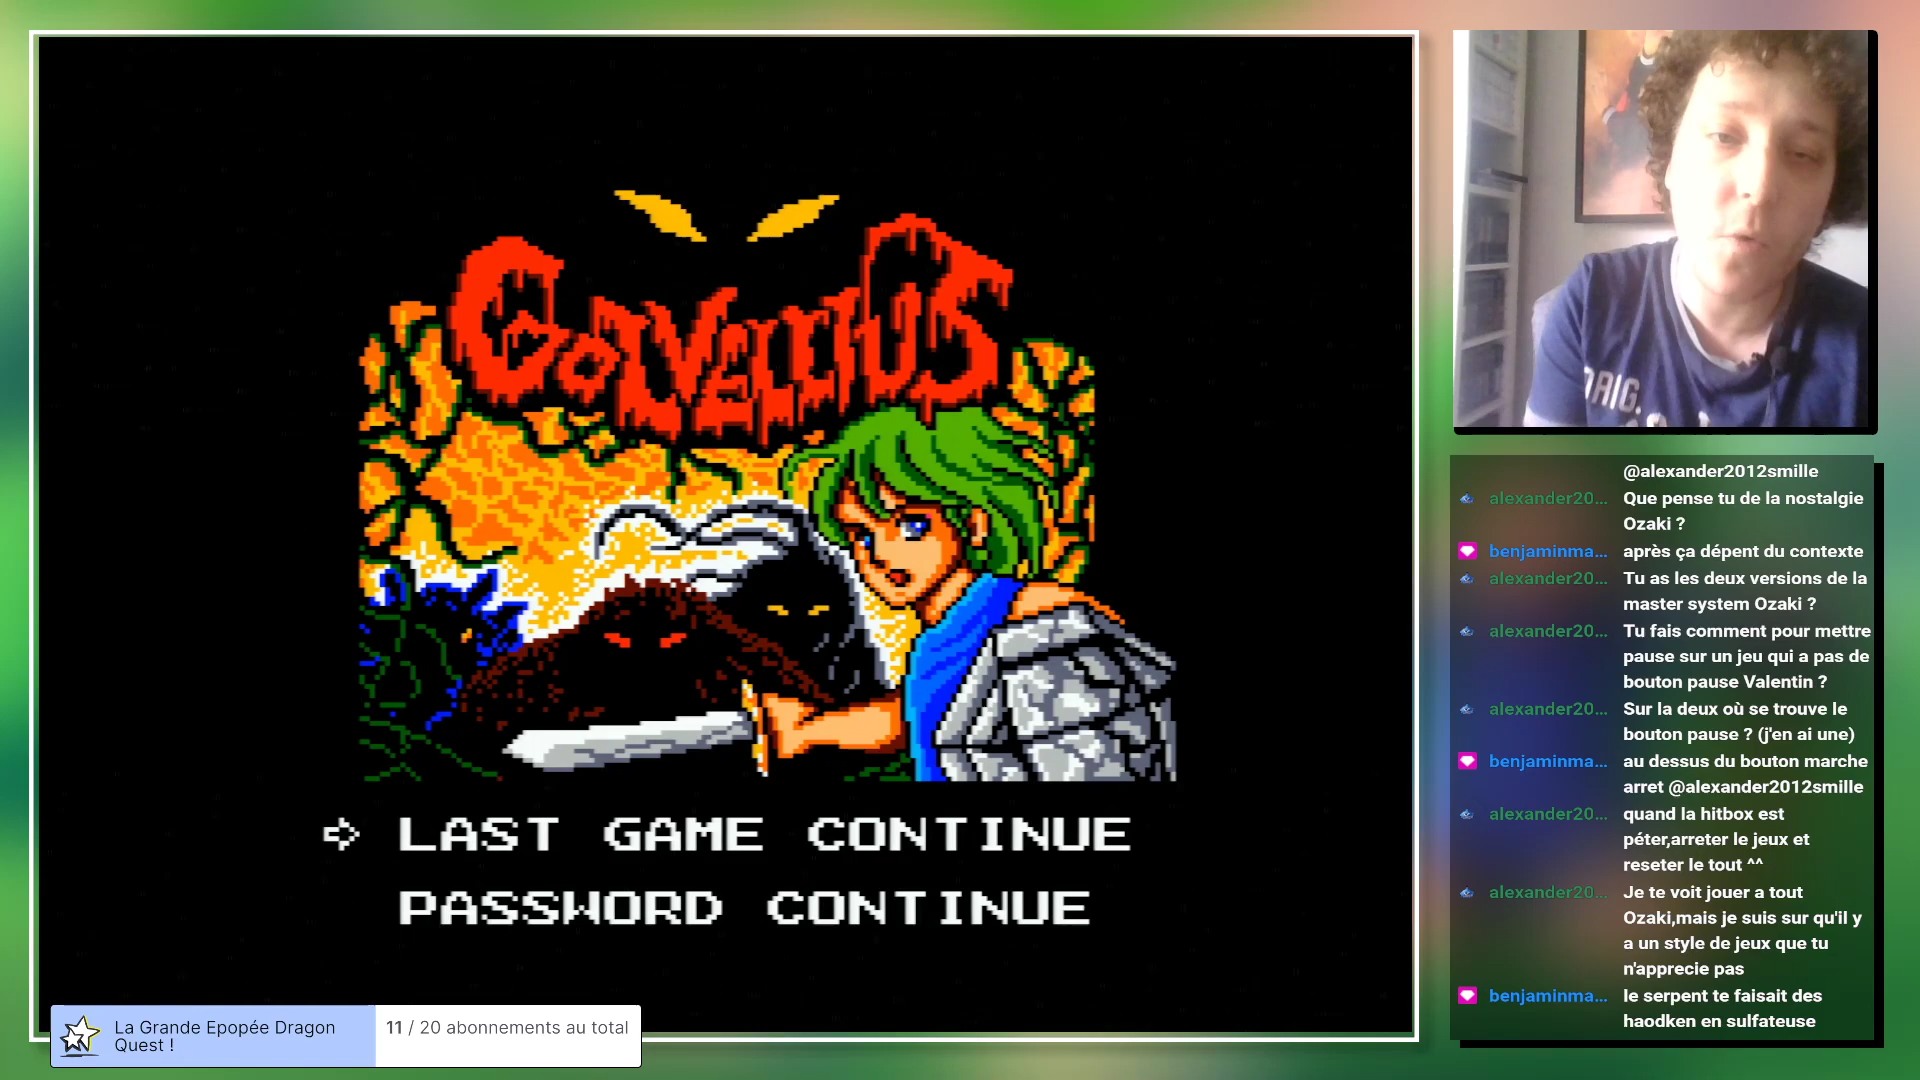 GOLVELLIUS
LAST GAME CONTINUE
PASSWORD CONTINUE
La Grande Epopée Dragon
Quest !
11 / 20 abonnements au total
ORIG.
@alexander2012smille
alexander20... Que pense tu de la nostalgie
Ozaki ?
benjaminma... après ça dépent du contexte
alexander20... Tu as les deux versions de la
master system Ozaki ?
alexander20... Tu fais comment pour mettre
pause sur un jeu qui a pas de
bouton pause Valentin ?
alexander20... Sur la deux où se trouve le
bouton pause ? (j'en ai une)
benjaminma... au dessus du bouton marche
arret @alexander2012smille
alexander20... quand la hitbox est
péter,arreter le jeux et
reseter le tout ^^
alexander20... Je te voit jouer a tout
Ozaki,mais je suis sur qu'il y
a un style de jeux que tu
n'apprecie pas
benjaminma... le serpent te faisait des
haodken en sulfateuse